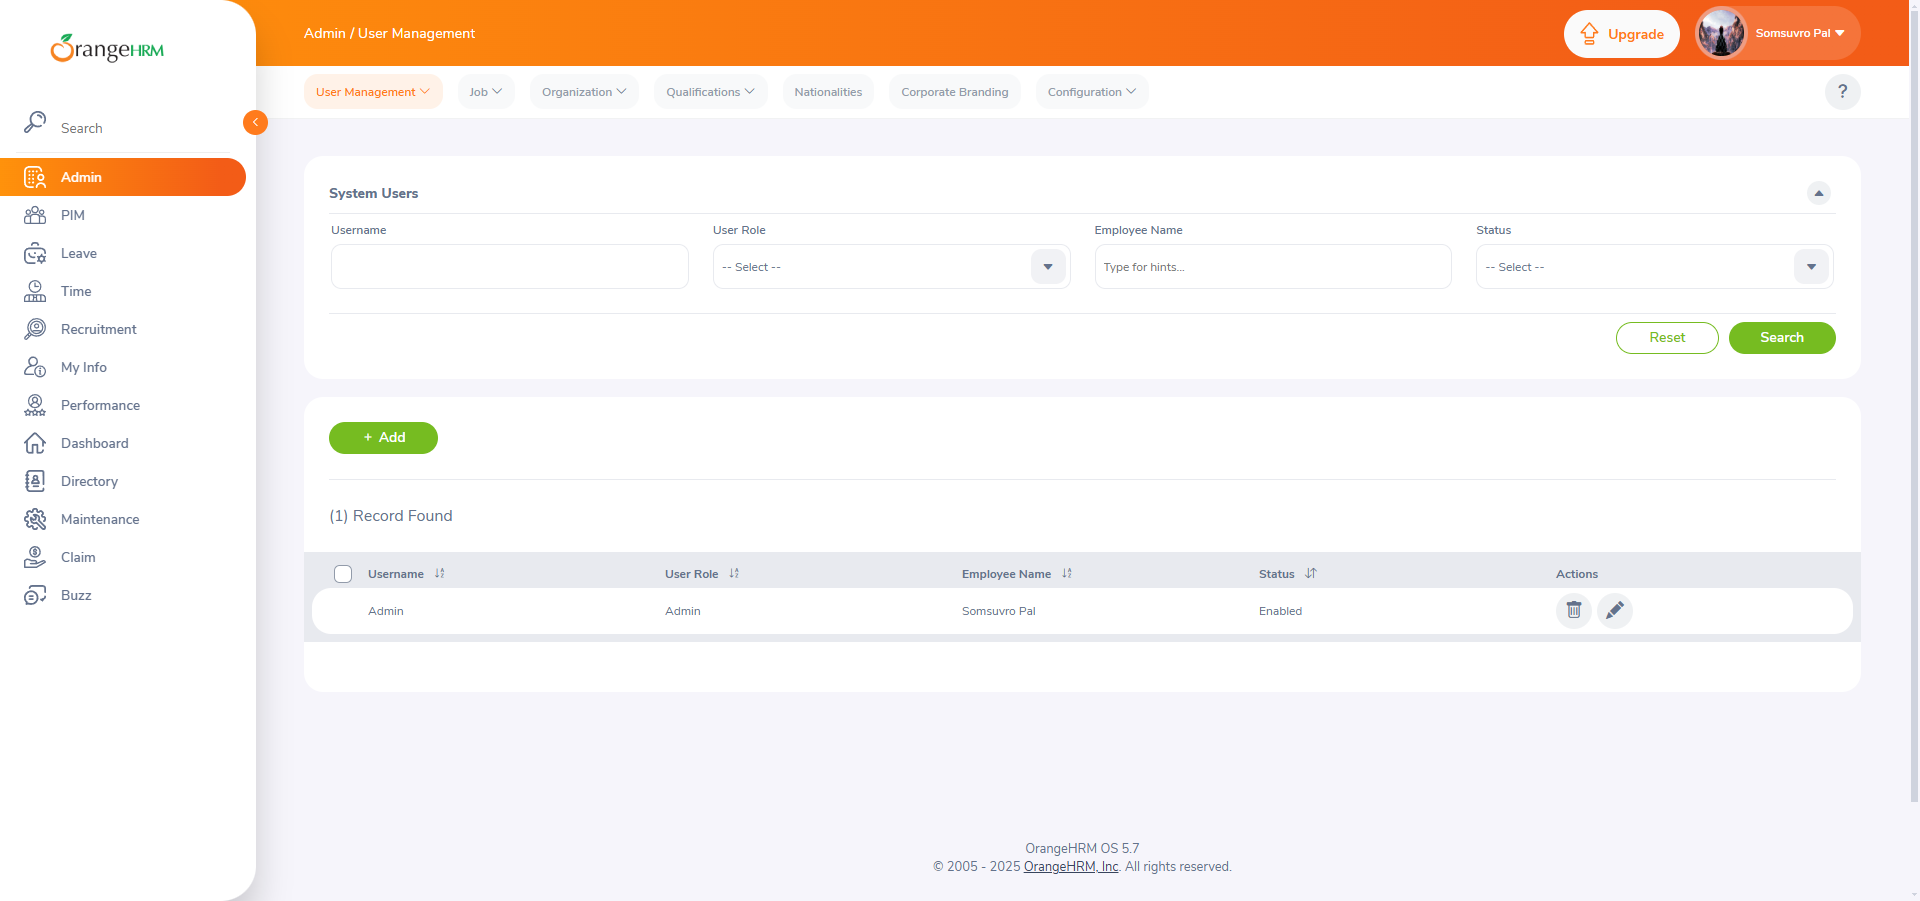 OrangeHRM
Admin / User Management
Upgrade
Somsuvro Pal
User Management
Job
Organization
Qualifications
Nationalities
Corporate Branding
Configuration
?
Search
Admin
PIM
Leave
Time
Recruitment
My Info
Performance
Dashboard
Directory
Maintenance
Claim
Buzz
System Users
Username User Role Employee Name Status
-- Select -- Type for hints... -- Select --
Reset Search
+ Add
(1) Record Found
Username User Role Employee Name Status Actions
Admin Admin Somsuvro Pal Enabled
OrangeHRM OS 5.7
© 2005 - 2025 OrangeHRM, Inc. All rights reserved.